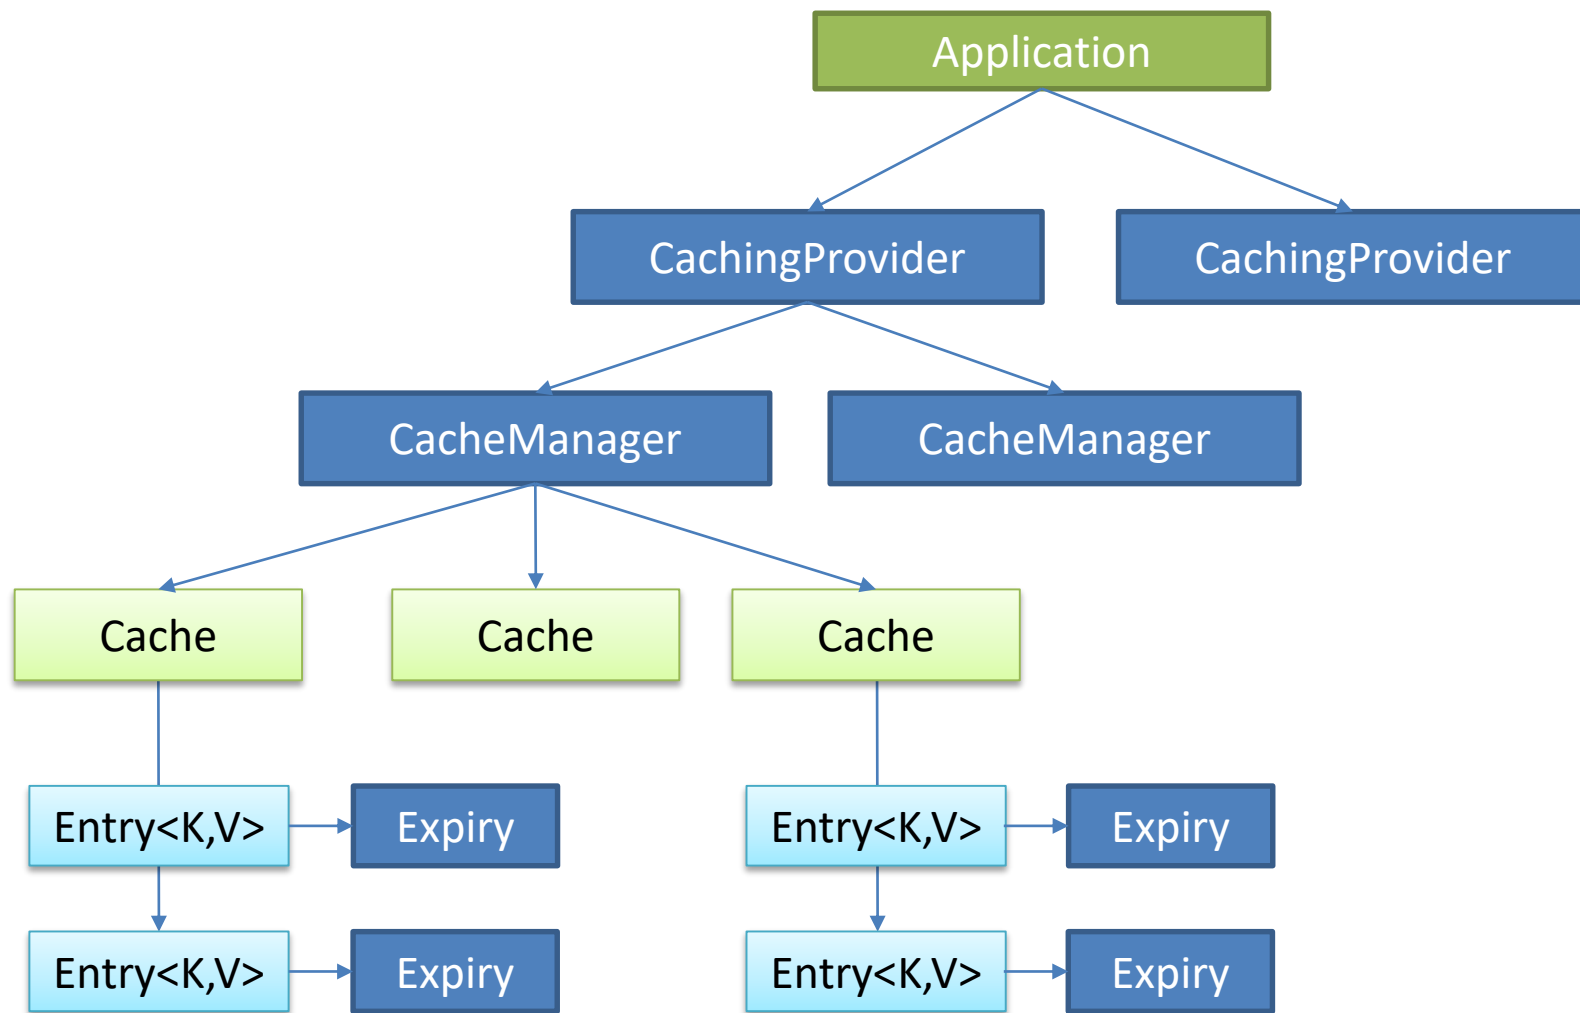 Application
CachingProvider
CachingProvider
CacheManager
CacheManager
Cache
Cache
Cache
Entry<K,V>
Expiry
Entry<K,V>
Expiry
Entry<K,V>
Expiry
Entry<K,V>
Expiry